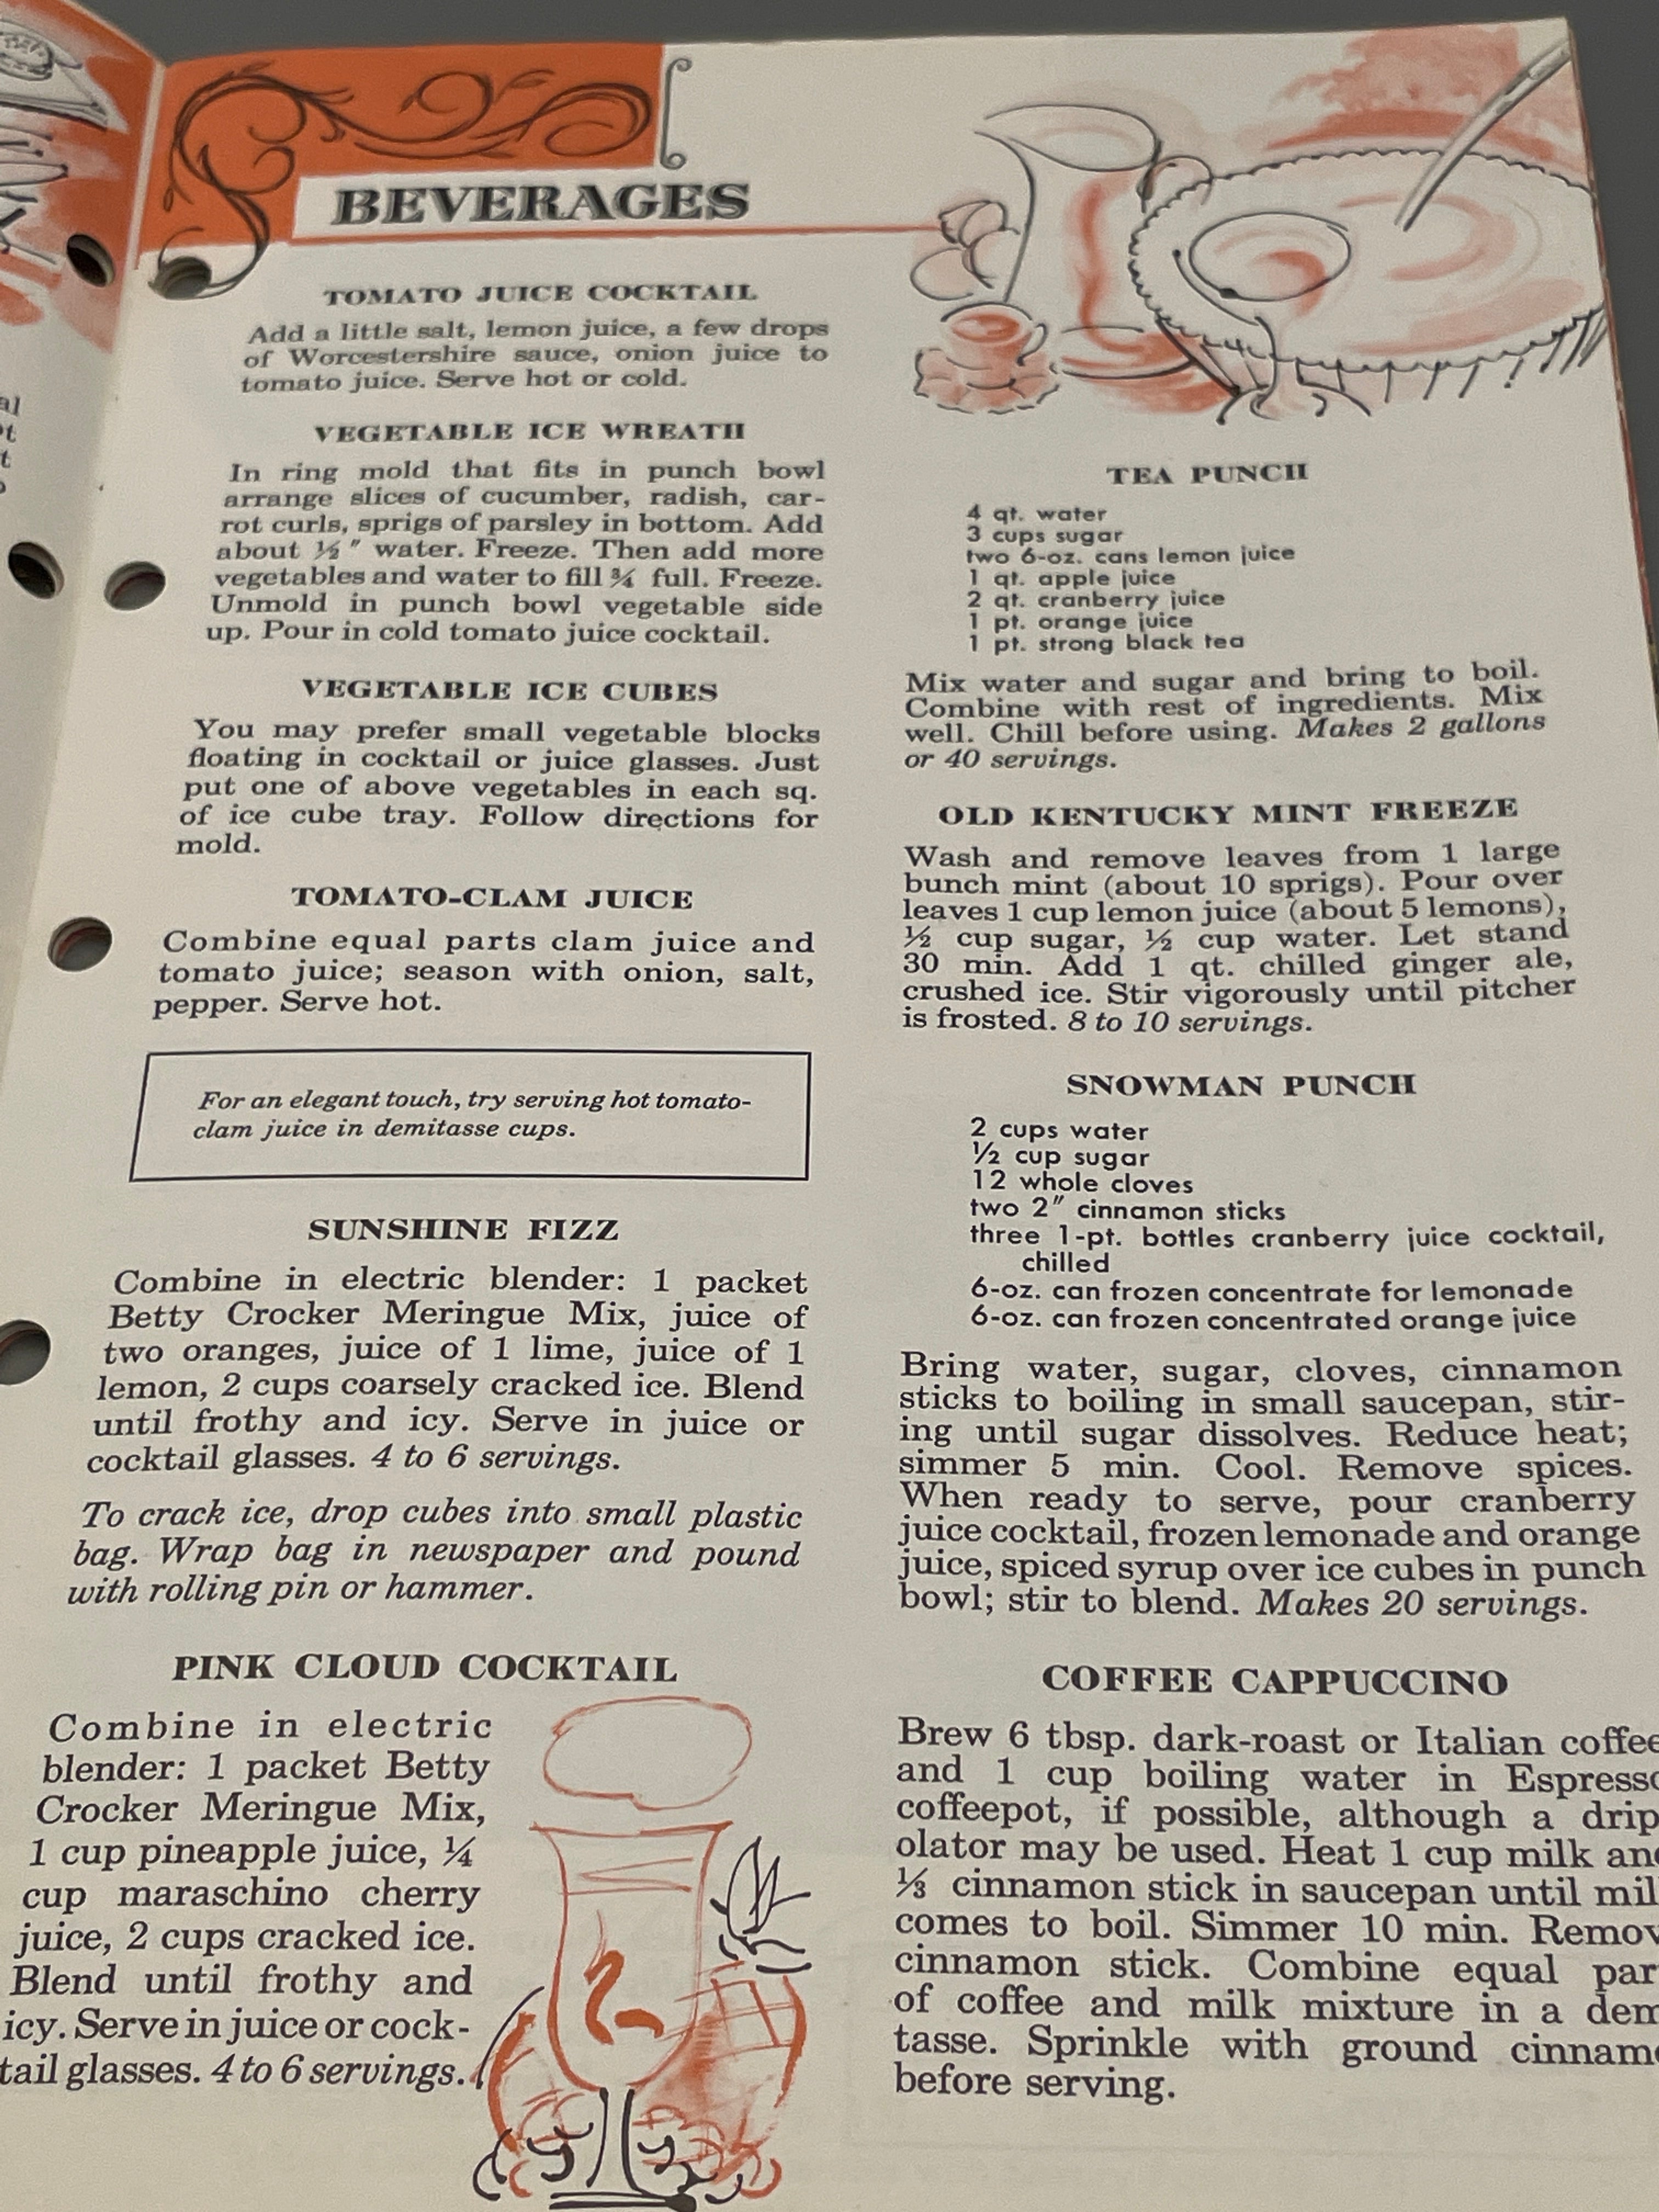 BEVERAGES
TOMATO JUICE COCKTAIL
Add a little salt, lemon juice, a few drops
of Worcestershire sauce, onion juice to
tomato juice. Serve hot or cold.
VEGETABLE ICE WREATH
In ring mold that fits in punch bowl
arrange slices of cucumber, radish, car-
rot curls, sprigs of parsley in bottom. Add
about ½" water. Freeze. Then add more
vegetables and water to fill ¾ full. Freeze.
Unmold in punch bowl vegetable side
up. Pour in cold tomato juice cocktail.
VEGETABLE ICE CUBES
You may prefer small vegetable blocks
floating in cocktail or juice glasses. Just
put one of above vegetables in each sq.
of ice cube tray. Follow directions for
mold.
TOMATO-CLAM JUICE
Combine equal parts clam juice and
tomato juice; season with onion, salt,
pepper. Serve hot.
For an elegant touch, try serving hot tomato-
clam juice in demitasse cups.
SUNSHINE FIZZ
Combine in electric blender: 1 packet
Betty Crocker Meringue Mix, juice of
two oranges, juice of 1 lime, juice of 1
lemon, 2 cups coarsely cracked ice. Blend
until frothy and icy. Serve in juice or
cocktail glasses. 4 to 6 servings.
To crack ice, drop cubes into small plastic
bag. Wrap bag in newspaper and pound
with rolling pin or hammer.
PINK CLOUD COCKTAIL
Combine in electric
blender: 1 packet Betty
Crocker Meringue Mix,
1 cup pineapple juice, ¼
cup maraschino cherry
juice, 2 cups cracked ice.
Blend until frothy and
icy. Serve in juice or cock-
tail glasses. 4 to 6 servings.
TEA PUNCH
4 qt. water
3 cups sugar
two 6-oz. cans lemon juice
1 qt. apple juice
2 qt. cranberry juice
1 pt. orange juice
1 pt. strong black tea
Mix water and sugar and bring to boil.
Combine with rest of ingredients. Mix
well. Chill before using. Makes 2 gallons
or 40 servings.
OLD KENTUCKY MINT FREEZE
Wash and remove leaves from 1 large
bunch mint (about 10 sprigs). Pour over
leaves 1 cup lemon juice (about 5 lemons),
½ cup sugar, ½ cup water. Let stand
30 min. Add 1 qt. chilled ginger ale,
crushed ice. Stir vigorously until pitcher
is frosted. 8 to 10 servings.
SNOWMAN PUNCH
2 cups water
½ cup sugar
12 whole cloves
two 2" cinnamon sticks
three 1-pt. bottles cranberry juice cocktail,
chilled
6-oz. can frozen concentrate for lemonade
6-oz. can frozen concentrated orange juice
Bring water, sugar, cloves, cinnamon
sticks to boiling in small saucepan, stir-
ing until sugar dissolves. Reduce heat;
simmer 5 min. Cool. Remove spices.
When ready to serve, pour cranberry
juice cocktail, frozen lemonade and orange
juice, spiced syrup over ice cubes in punch
bowl; stir to blend. Makes 20 servings.
COFFEE CAPPUCCINO
Brew 6 tbsp. dark-roast or Italian coffee
and 1 cup boiling water in Espresso
coffeepot, if possible, although a drip
olator may be used. Heat 1 cup milk and
⅓ cinnamon stick in saucepan until mil
comes to boil. Simmer 10 min. Remov
cinnamon stick. Combine equal par
of coffee and milk mixture in a dem
tasse. Sprinkle with ground cinnam
before serving.